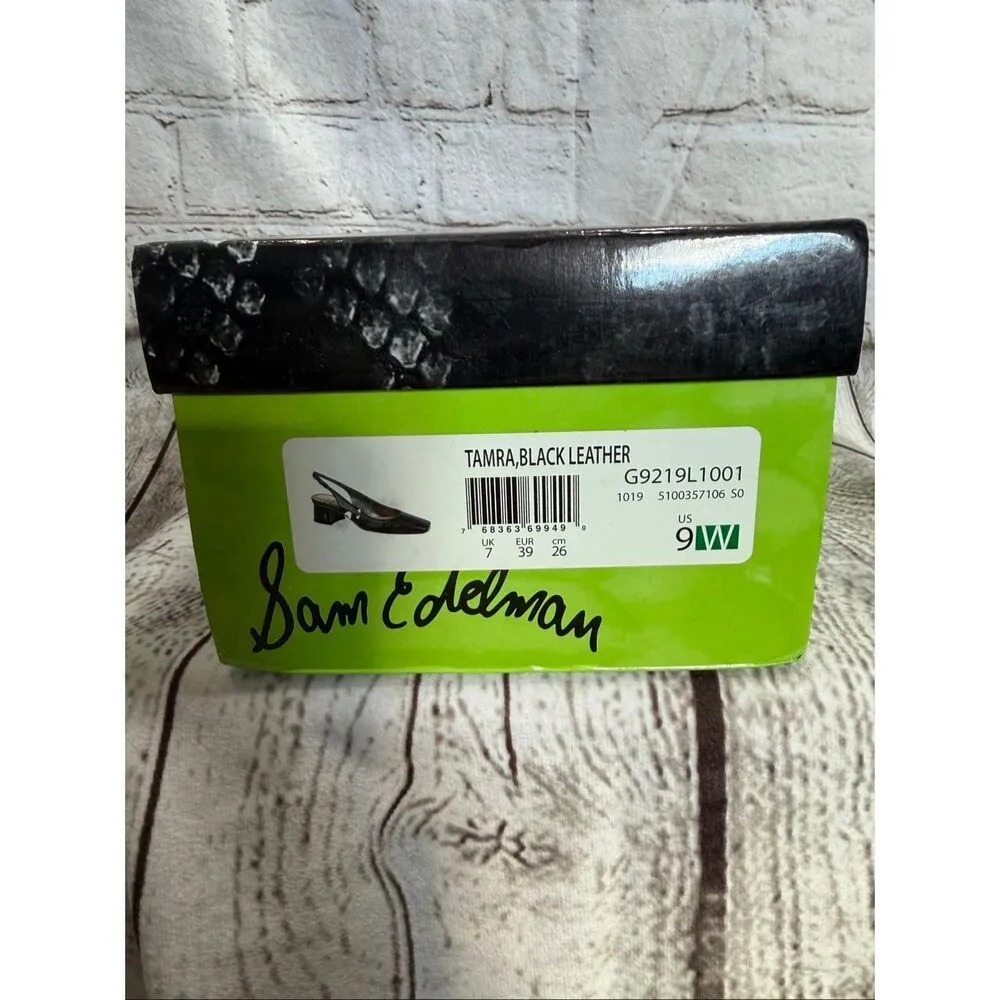 TAMRA,BLACK LEATHER
G9219L1001
1019 5100357106 S0
7 68363 69949 0
UK EUR cm
7 39 26
US
9W
Sam Edelman